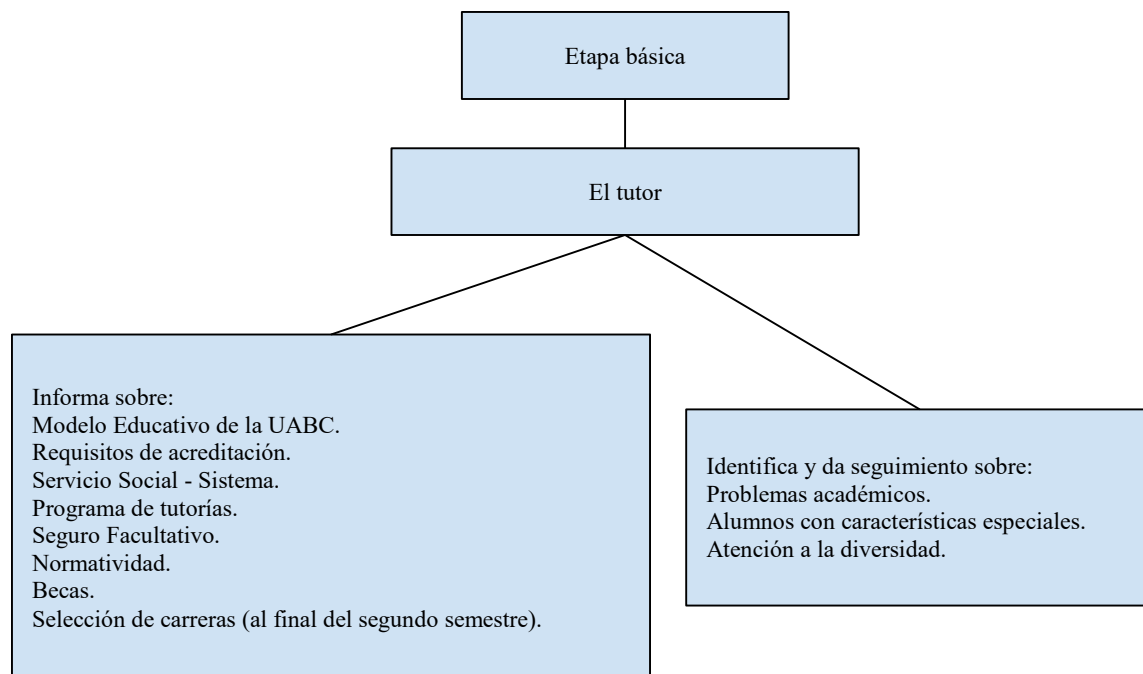 Etapa básica
El tutor
Informa sobre:
Modelo Educativo de la UABC.
Requisitos de acreditación.
Servicio Social - Sistema.
Programa de tutorías.
Seguro Facultativo.
Normatividad.
Becas.
Selección de carreras (al final del segundo semestre).
Identifica y da seguimiento sobre:
Problemas académicos.
Alumnos con características especiales.
Atención a la diversidad.